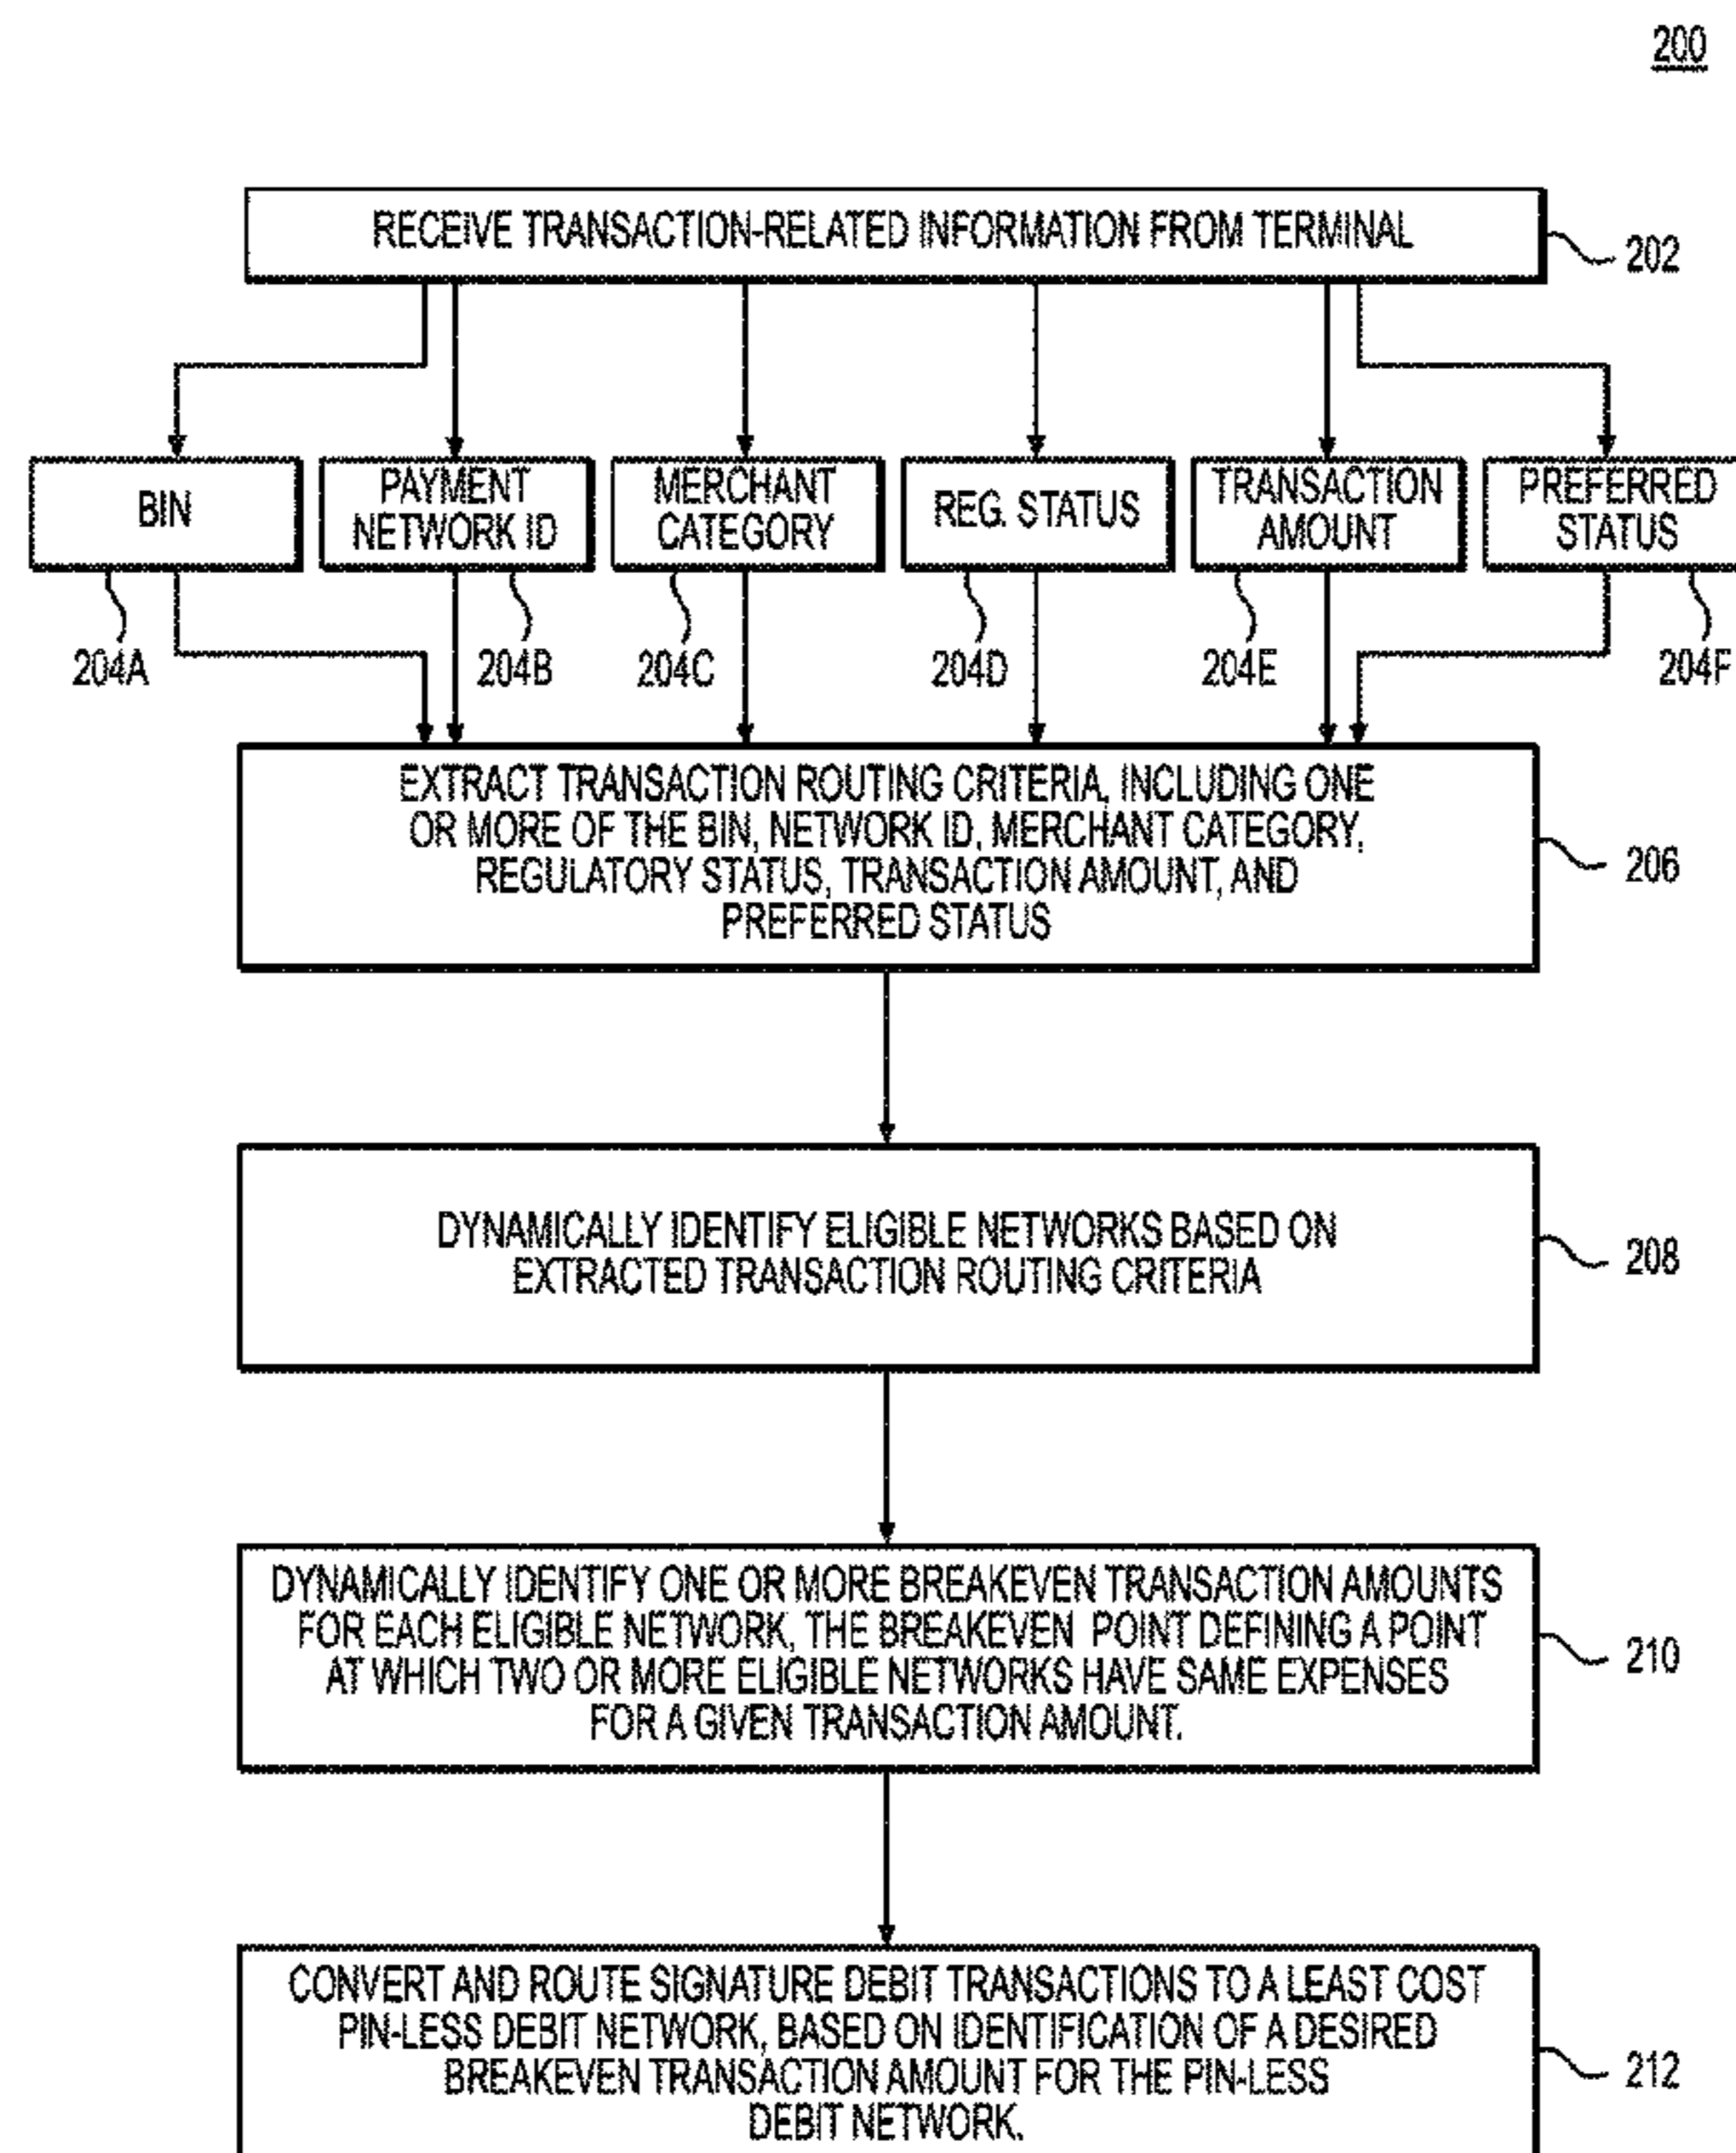 200
RECEIVE TRANSACTION-RELATED INFORMATION FROM TERMINAL
202
BIN
PAYMENT
NETWORK ID
MERCHANT
CATEGORY
REG. STATUS
TRANSACTION
AMOUNT
PREFERRED
STATUS
204A
204B
204C
204D
204E
204F
EXTRACT TRANSACTION ROUTING CRITERIA, INCLUDING ONE
OR MORE OF THE BIN, NETWORK ID, MERCHANT CATEGORY,
REGULATORY STATUS, TRANSACTION AMOUNT, AND
PREFERRED STATUS
206
DYNAMICALLY IDENTIFY ELIGIBLE NETWORKS BASED ON
EXTRACTED TRANSACTION ROUTING CRITERIA
208
DYNAMICALLY IDENTIFY ONE OR MORE BREAKEVEN TRANSACTION AMOUNTS
FOR EACH ELIGIBLE NETWORK, THE BREAKEVEN POINT DEFINING A POINT
AT WHICH TWO OR MORE ELIGIBLE NETWORKS HAVE SAME EXPENSES
FOR A GIVEN TRANSACTION AMOUNT.
210
CONVERT AND ROUTE SIGNATURE DEBIT TRANSACTIONS TO A LEAST COST
PIN-LESS DEBIT NETWORK, BASED ON IDENTIFICATION OF A DESIRED
BREAKEVEN TRANSACTION AMOUNT FOR THE PIN-LESS
DEBIT NETWORK.
212